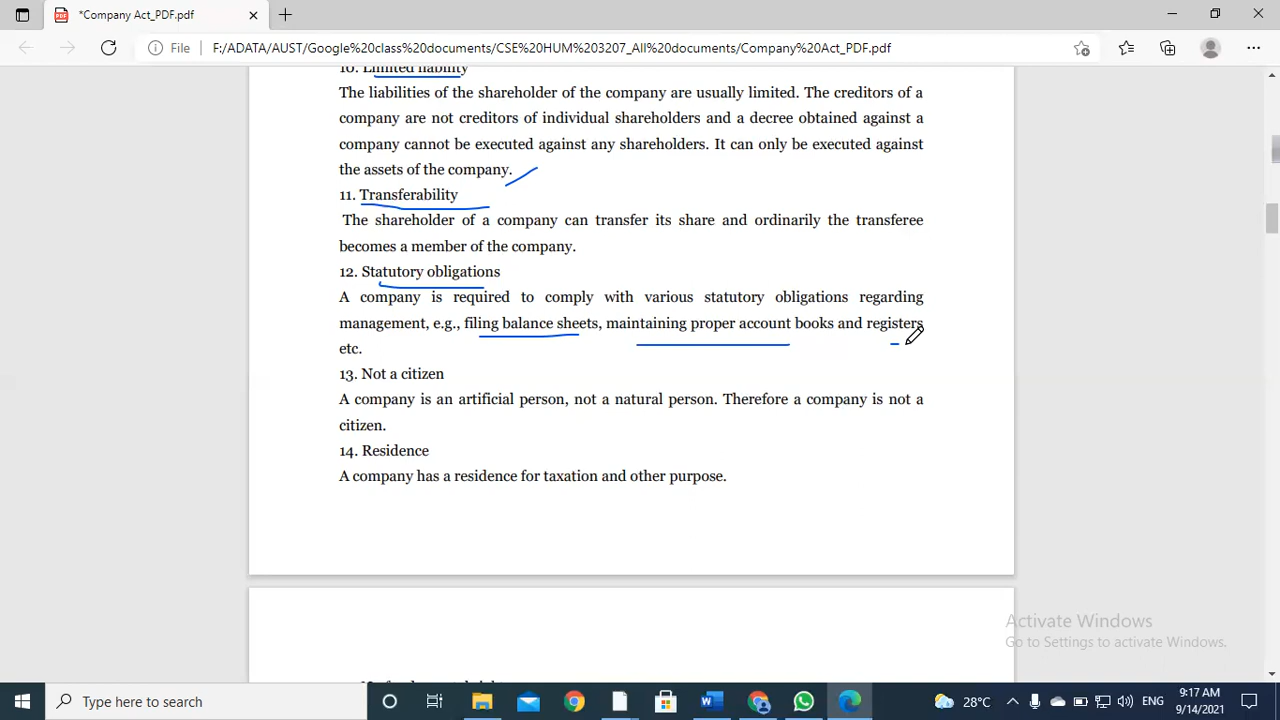 *Company Act_PDF.pdf
File F:/ADATA/AUST/Google%20class%20documents/CSE%20HUM%203207_All%20documents/Company%20Act_PDF.pdf
10. Limited liability
The liabilities of the shareholder of the company are usually limited. The creditors of a
company are not creditors of individual shareholders and a decree obtained against a
company cannot be executed against any shareholders. It can only be executed against
the assets of the company.
11. Transferability
The shareholder of a company can transfer its share and ordinarily the transferee
becomes a member of the company.
12. Statutory obligations
A company is required to comply with various statutory obligations regarding
management, e.g., filing balance sheets, maintaining proper account books and registers
etc.
13. Not a citizen
A company is an artificial person, not a natural person. Therefore a company is not a
citizen.
14. Residence
A company has a residence for taxation and other purpose.
Activate Windows
Go to Settings to activate Windows.
Type here to search
28°C
ENG
9:17 AM
9/14/2021